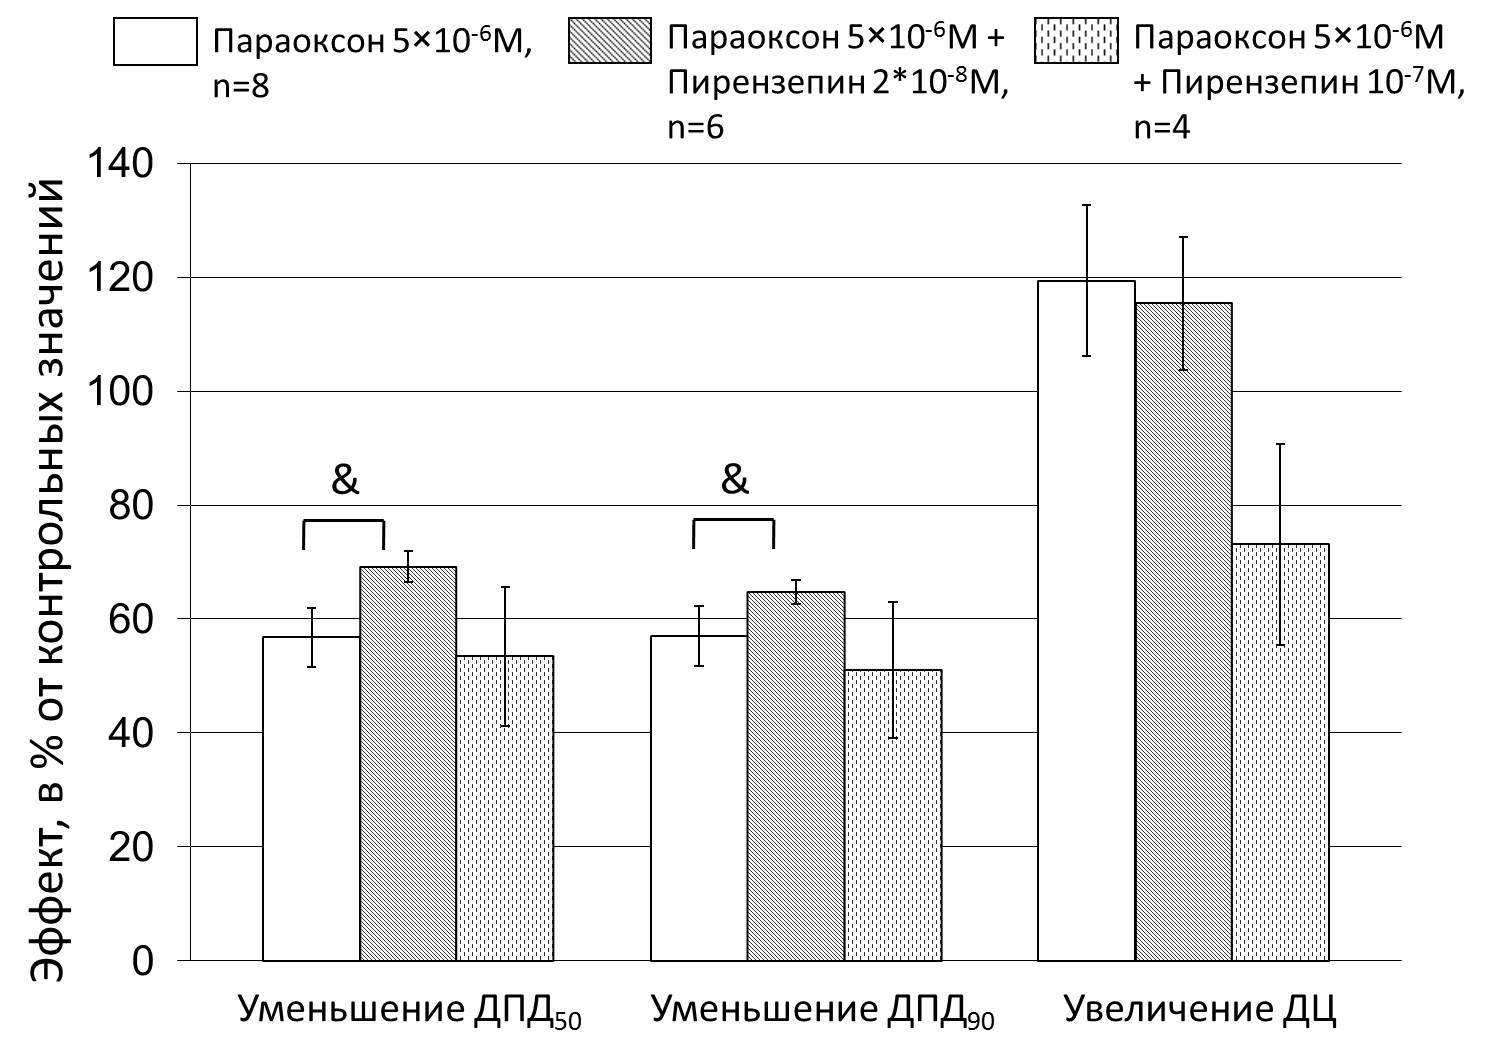 Параоксон 5×10⁻⁶М,
n=8
Параоксон 5×10⁻⁶М +
Пирензепин 2*10⁻⁸М,
n=6
Параоксон 5×10⁻⁶М
+ Пирензепин 10⁻⁷М,
n=4
Эффект, в % от контрольных значений
140
120
100
80
60
40
20
0
&
&
Уменьшение ДПД₅₀
Уменьшение ДПД₉₀
Увеличение ДЦ